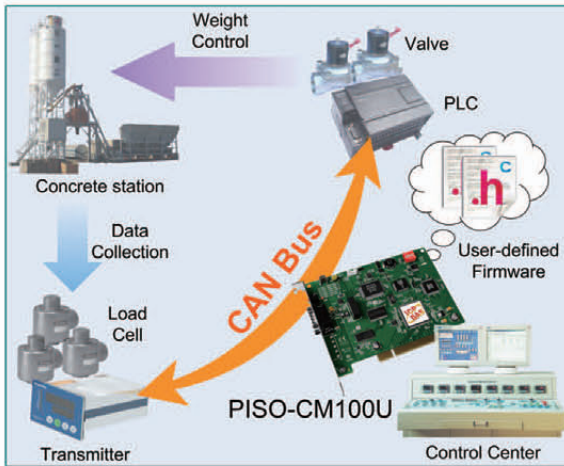 Weight
Control
Valve
PLC
Concrete station
C
C
.h
User-defined
Firmware
Data
Collection
CAN Bus
Load
Cell
PISO-CM100U
Transmitter
Control Center